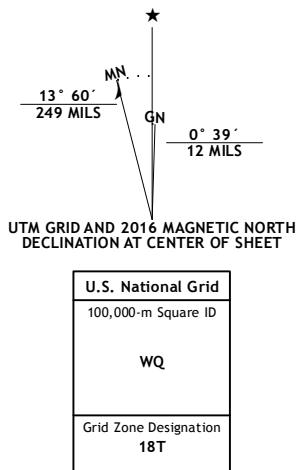 ★
MN
GN
13° 60´
249 MILS
0° 39´
12 MILS
UTM GRID AND 2016 MAGNETIC NORTH
DECLINATION AT CENTER OF SHEET
U.S. National Grid
100,000-m Square ID
WQ
Grid Zone Designation
18T